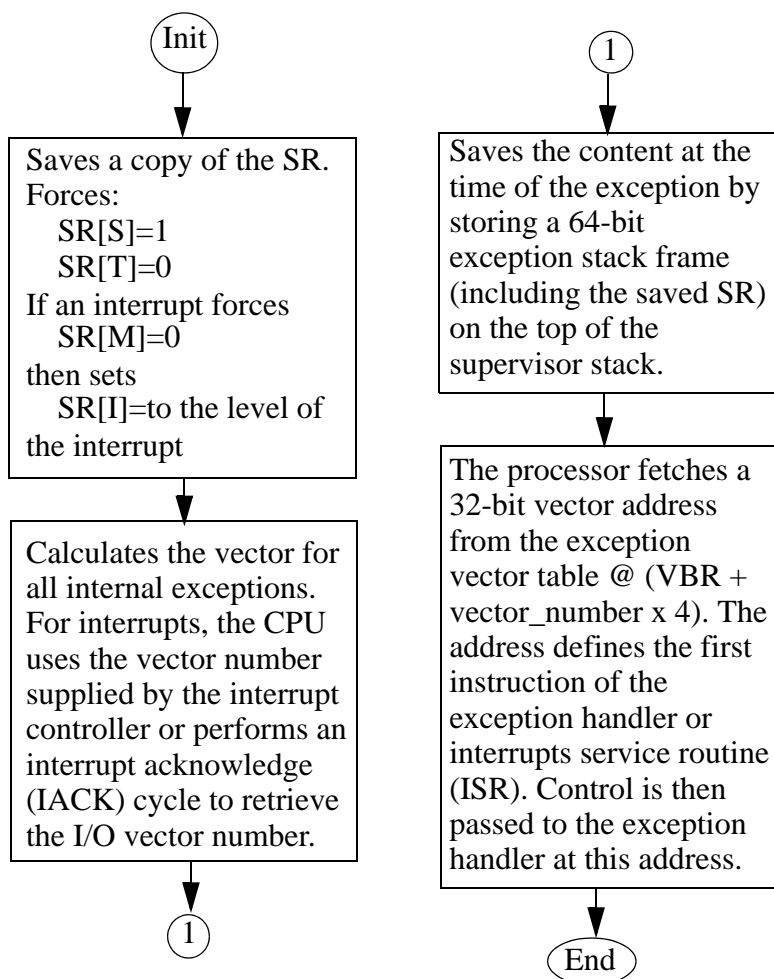 Init
Saves a copy of the SR.
Forces:
SR[S]=1
SR[T]=0
If an interrupt forces
SR[M]=0
then sets
SR[I]=to the level of
the interrupt
Calculates the vector for
all internal exceptions.
For interrupts, the CPU
uses the vector number
supplied by the interrupt
controller or performs an
interrupt acknowledge
(IACK) cycle to retrieve
the I/O vector number.
1
1
Saves the content at the
time of the exception by
storing a 64-bit
exception stack frame
(including the saved SR)
on the top of the
supervisor stack.
The processor fetches a
32-bit vector address
from the exception
vector table @ (VBR +
vector_number x 4). The
address defines the first
instruction of the
exception handler or
interrupts service routine
(ISR). Control is then
passed to the exception
handler at this address.
End